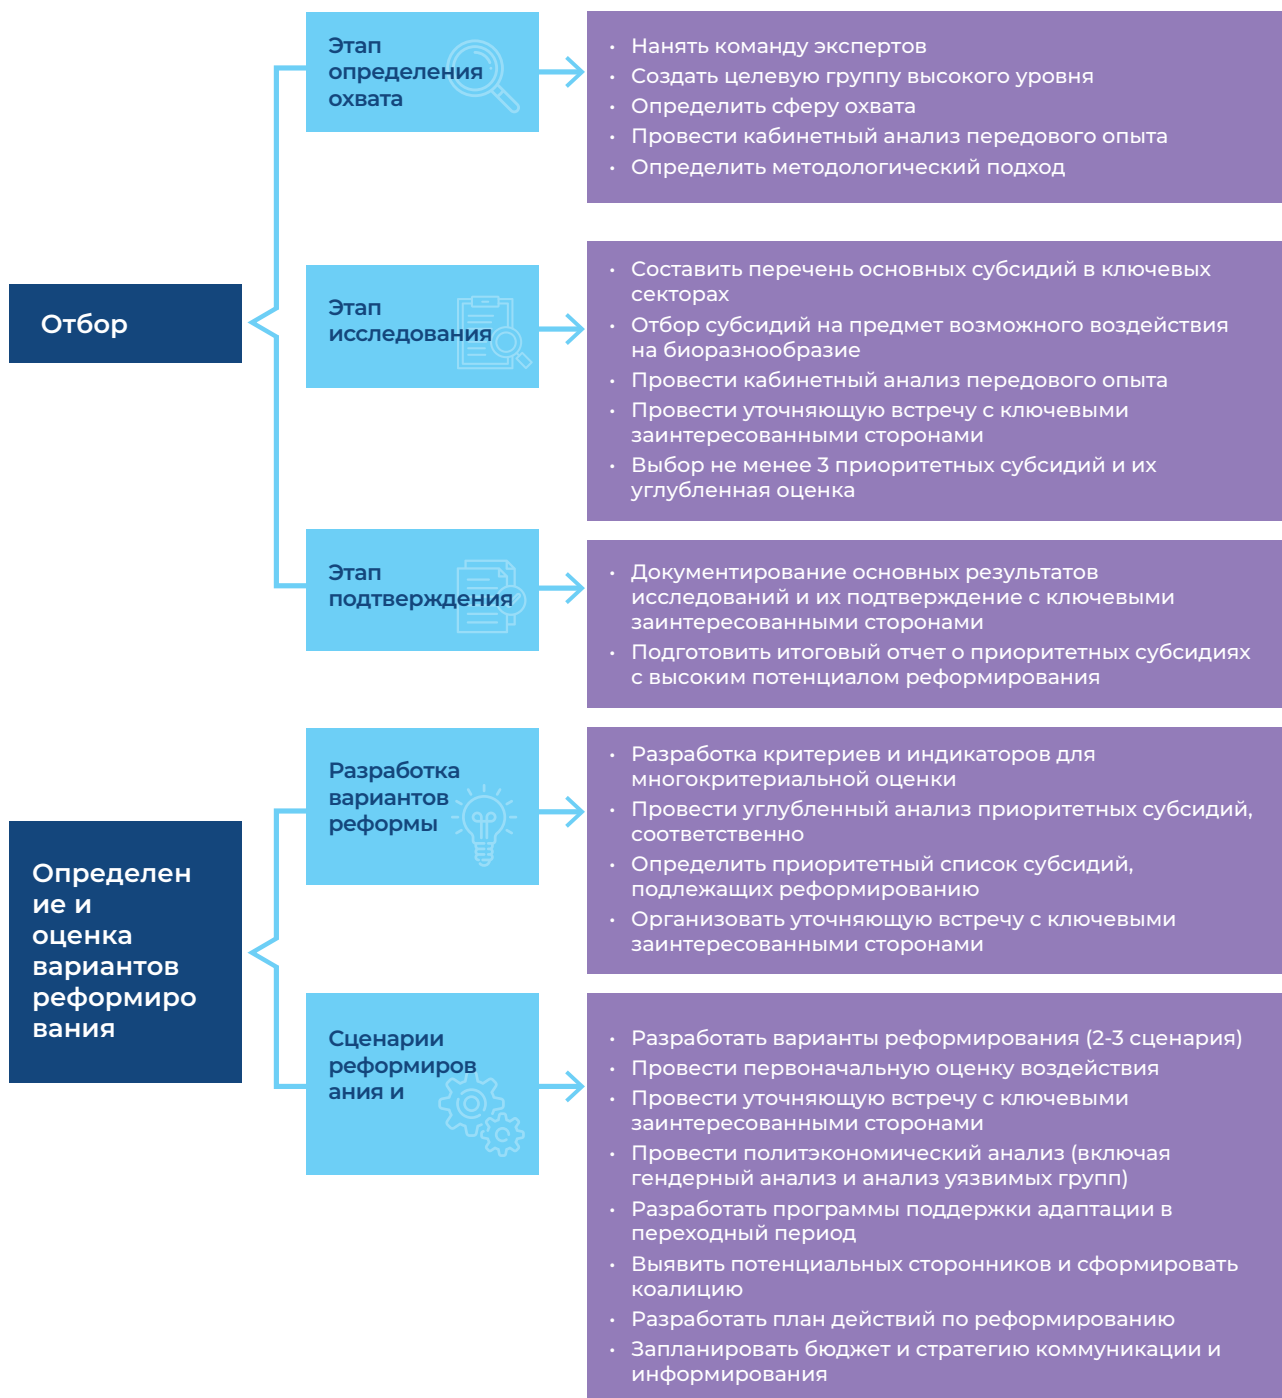 Отбор
Этап
определения
охвата
• Нанять команду экспертов
• Создать целевую группу высокого уровня
• Определить сферу охвата
• Провести кабинетный анализ передового опыта
• Определить методологический подход
Этап
исследования
• Составить перечень основных субсидий в ключевых
секторах
• Отбор субсидий на предмет возможного воздействия
на биоразнообразие
• Провести кабинетный анализ передового опыта
• Провести уточняющую встречу с ключевыми
заинтересованными сторонами
• Выбор не менее 3 приоритетных субсидий и их
углубленная оценка
Этап
подтверждения
• Документирование основных результатов
исследований и их подтверждение с ключевыми
заинтересованными сторонами
• Подготовить итоговый отчет о приоритетных субсидиях
с высоким потенциалом реформирования
Определен
ие и
оценка
вариантов
реформиро
вания
Разработка
вариантов
реформы
• Разработка критериев и индикаторов для
многокритериальной оценки
• Провести углубленный анализ приоритетных субсидий,
соответственно
• Определить приоритетный список субсидий,
подлежащих реформированию
• Организовать уточняющую встречу с ключевыми
заинтересованными сторонами
Сценарии
реформиров
ания и
• Разработать варианты реформирования (2-3 сценария)
• Провести первоначальную оценку воздействия
• Провести уточняющую встречу с ключевыми
заинтересованными сторонами
• Провести политэкономический анализ (включая
гендерный анализ и анализ уязвимых групп)
• Разработать программы поддержки адаптации в
переходный период
• Выявить потенциальных сторонников и сформировать
коалицию
• Разработать план действий по реформированию
• Запланировать бюджет и стратегию коммуникации и
информирования